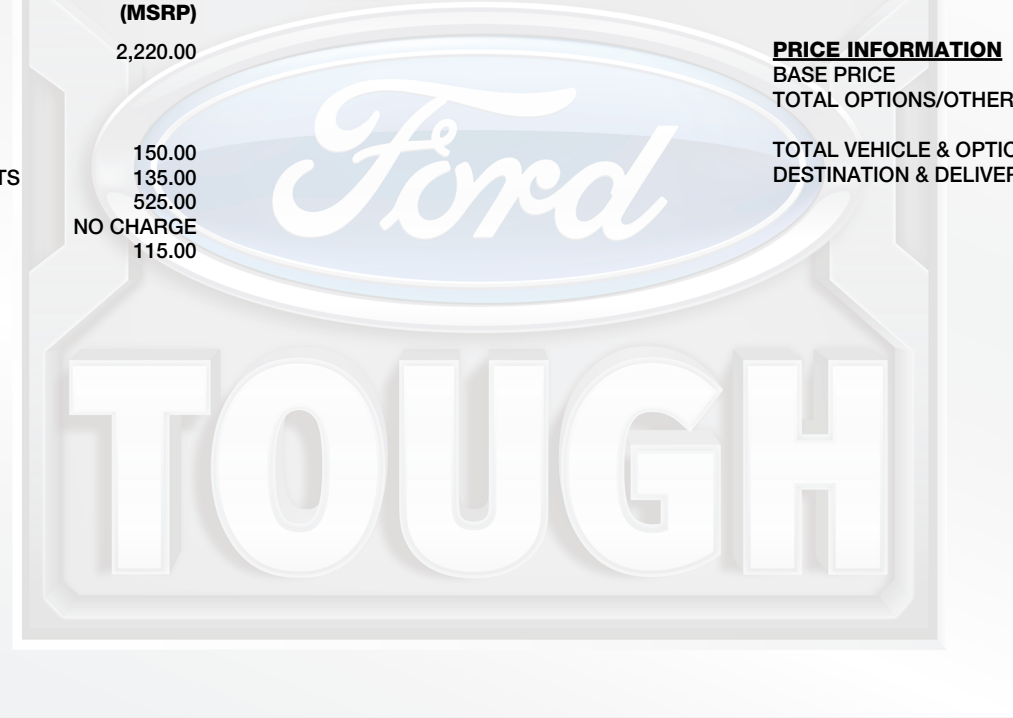 (MSRP)
2,220.00
150.00
TS 135.00
525.00
NO CHARGE
115.00
PRICE INFORMATION
BASE PRICE
TOTAL OPTIONS/OTHER
TOTAL VEHICLE & OPTIO
DESTINATION & DELIVER
Ford
TOUGH